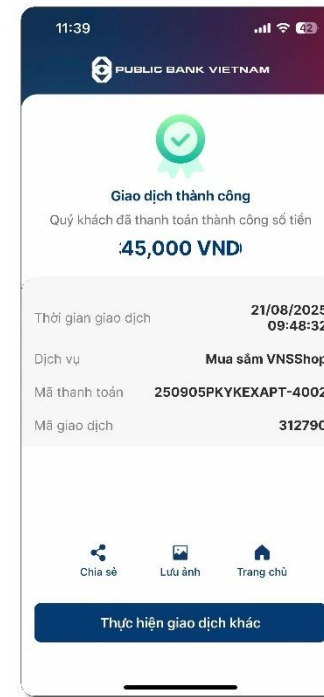 11:39
42
PUBLIC BANK VIETNAM
Giao dịch thành công
Quý khách đã thanh toán thành công số tiền
45,000 VND
Thời gian giao dịch 21/08/2025
09:48:32
Dịch vụ Mua sắm VNSShop
Mã thanh toán 250905PKYKEXAPT-4002
Mã giao dịch 312790
Chia sẻ Lưu ảnh Trang chủ
Thực hiện giao dịch khác